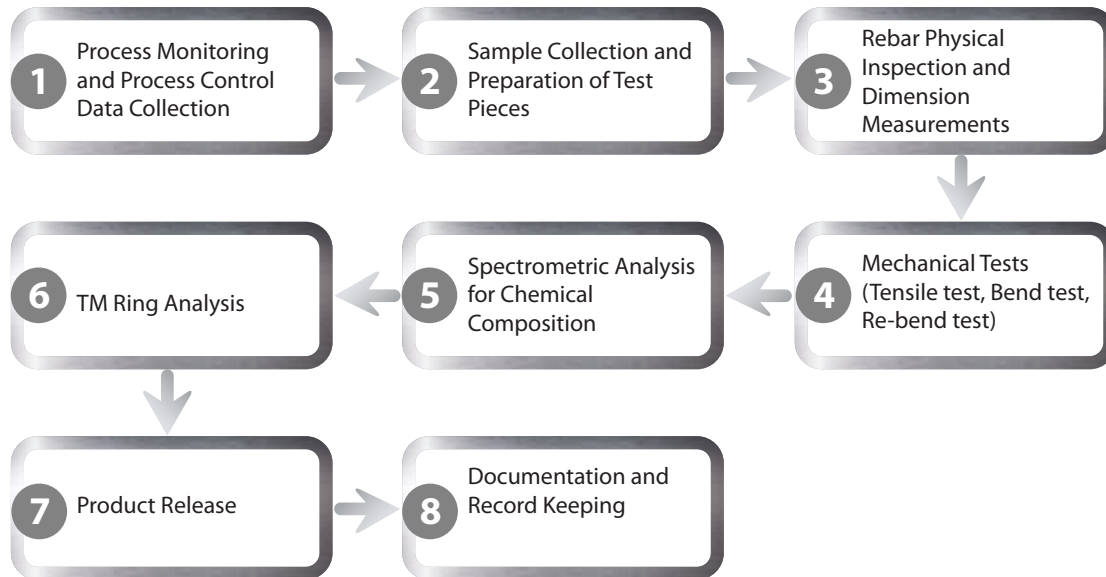 1
Process Monitoring
and Process Control
Data Collection
2
Sample Collection and
Preparation of Test
Pieces
3
Rebar Physical
Inspection and
Dimension
Measurements
4
Mechanical Tests
(Tensile test, Bend test,
Re-bend test)
5
Spectrometric Analysis
for Chemical
Composition
6
TM Ring Analysis
7
Product Release
8
Documentation and
Record Keeping